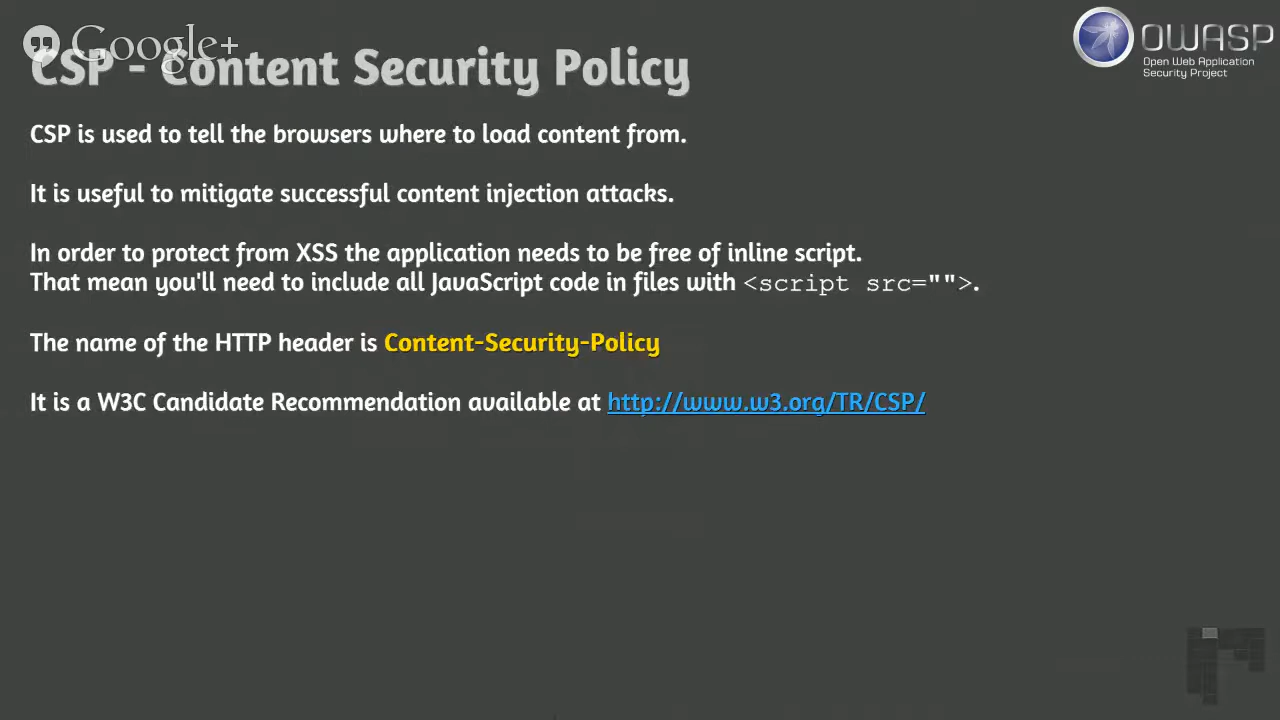 Google+
OWASP
Open Web Application
Security Project
CSP - Content Security Policy
CSP is used to tell the browsers where to load content from.
It is useful to mitigate successful content injection attacks.
In order to protect from XSS the application needs to be free of inline script.
That mean you'll need to include all JavaScript code in files with <script src="">.
The name of the HTTP header is Content-Security-Policy
It is a W3C Candidate Recommendation available at http://www.w3.org/TR/CSP/